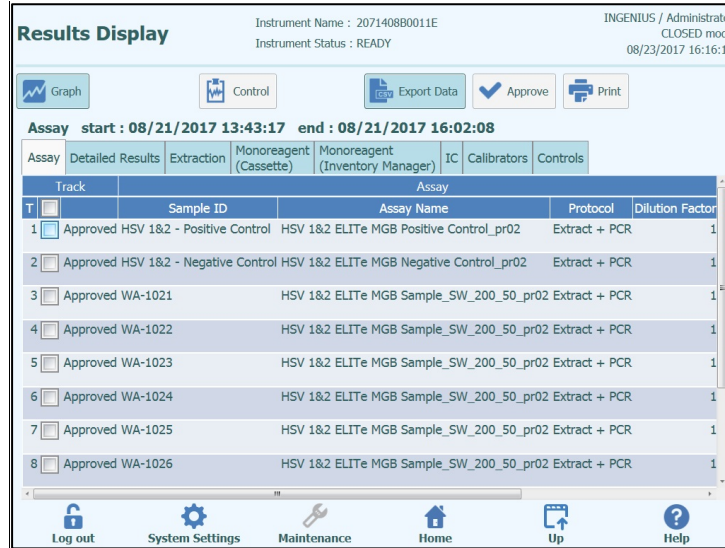 Results Display
Instrument Name : 2071408B0011E
Instrument Status : READY
INGENIUS / Administrat
CLOSED mod
08/23/2017 16:16:1
Graph
Control
CSV
Export Data
Approve
Print
Assay start : 08/21/2017 13:43:17 end : 08/21/2017 16:02:08
Assay Detailed Results Extraction Monoreagent (Cassette) Monoreagent (Inventory Manager) IC Calibrators Controls
Track Assay
T Sample ID Assay Name Protocol Dilution Factor
1 Approved HSV 1&2 - Positive Control HSV 1&2 ELITe MGB Positive Control_pr02 Extract + PCR 1
2 Approved HSV 1&2 - Negative Control HSV 1&2 ELITe MGB Negative Control_pr02 Extract + PCR 1
3 Approved WA-1021 HSV 1&2 ELITe MGB Sample_SW_200_50_pr02 Extract + PCR 1
4 Approved WA-1022 HSV 1&2 ELITe MGB Sample_SW_200_50_pr02 Extract + PCR 1
5 Approved WA-1023 HSV 1&2 ELITe MGB Sample_SW_200_50_pr02 Extract + PCR 1
6 Approved WA-1024 HSV 1&2 ELITe MGB Sample_SW_200_50_pr02 Extract + PCR 1
7 Approved WA-1025 HSV 1&2 ELITe MGB Sample_SW_200_50_pr02 Extract + PCR 1
8 Approved WA-1026 HSV 1&2 ELITe MGB Sample_SW_200_50_pr02 Extract + PCR 1
Log out System Settings Maintenance Home Up Help